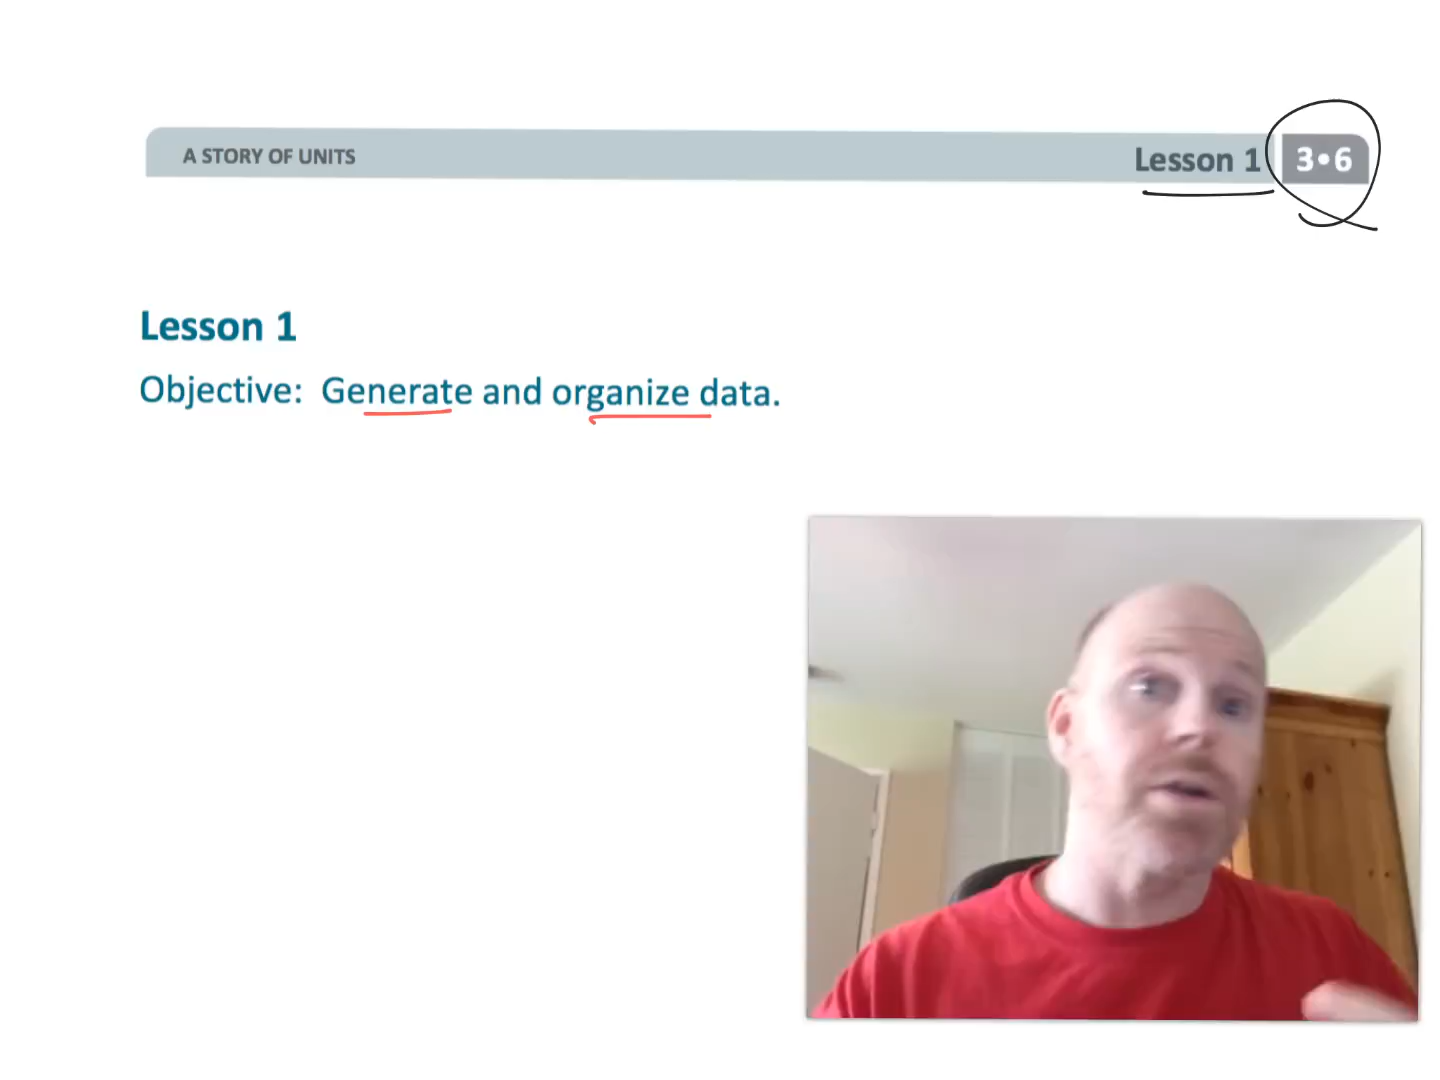 A STORY OF UNITS
Lesson 1 3•6
Lesson 1
Objective: Generate and organize data.